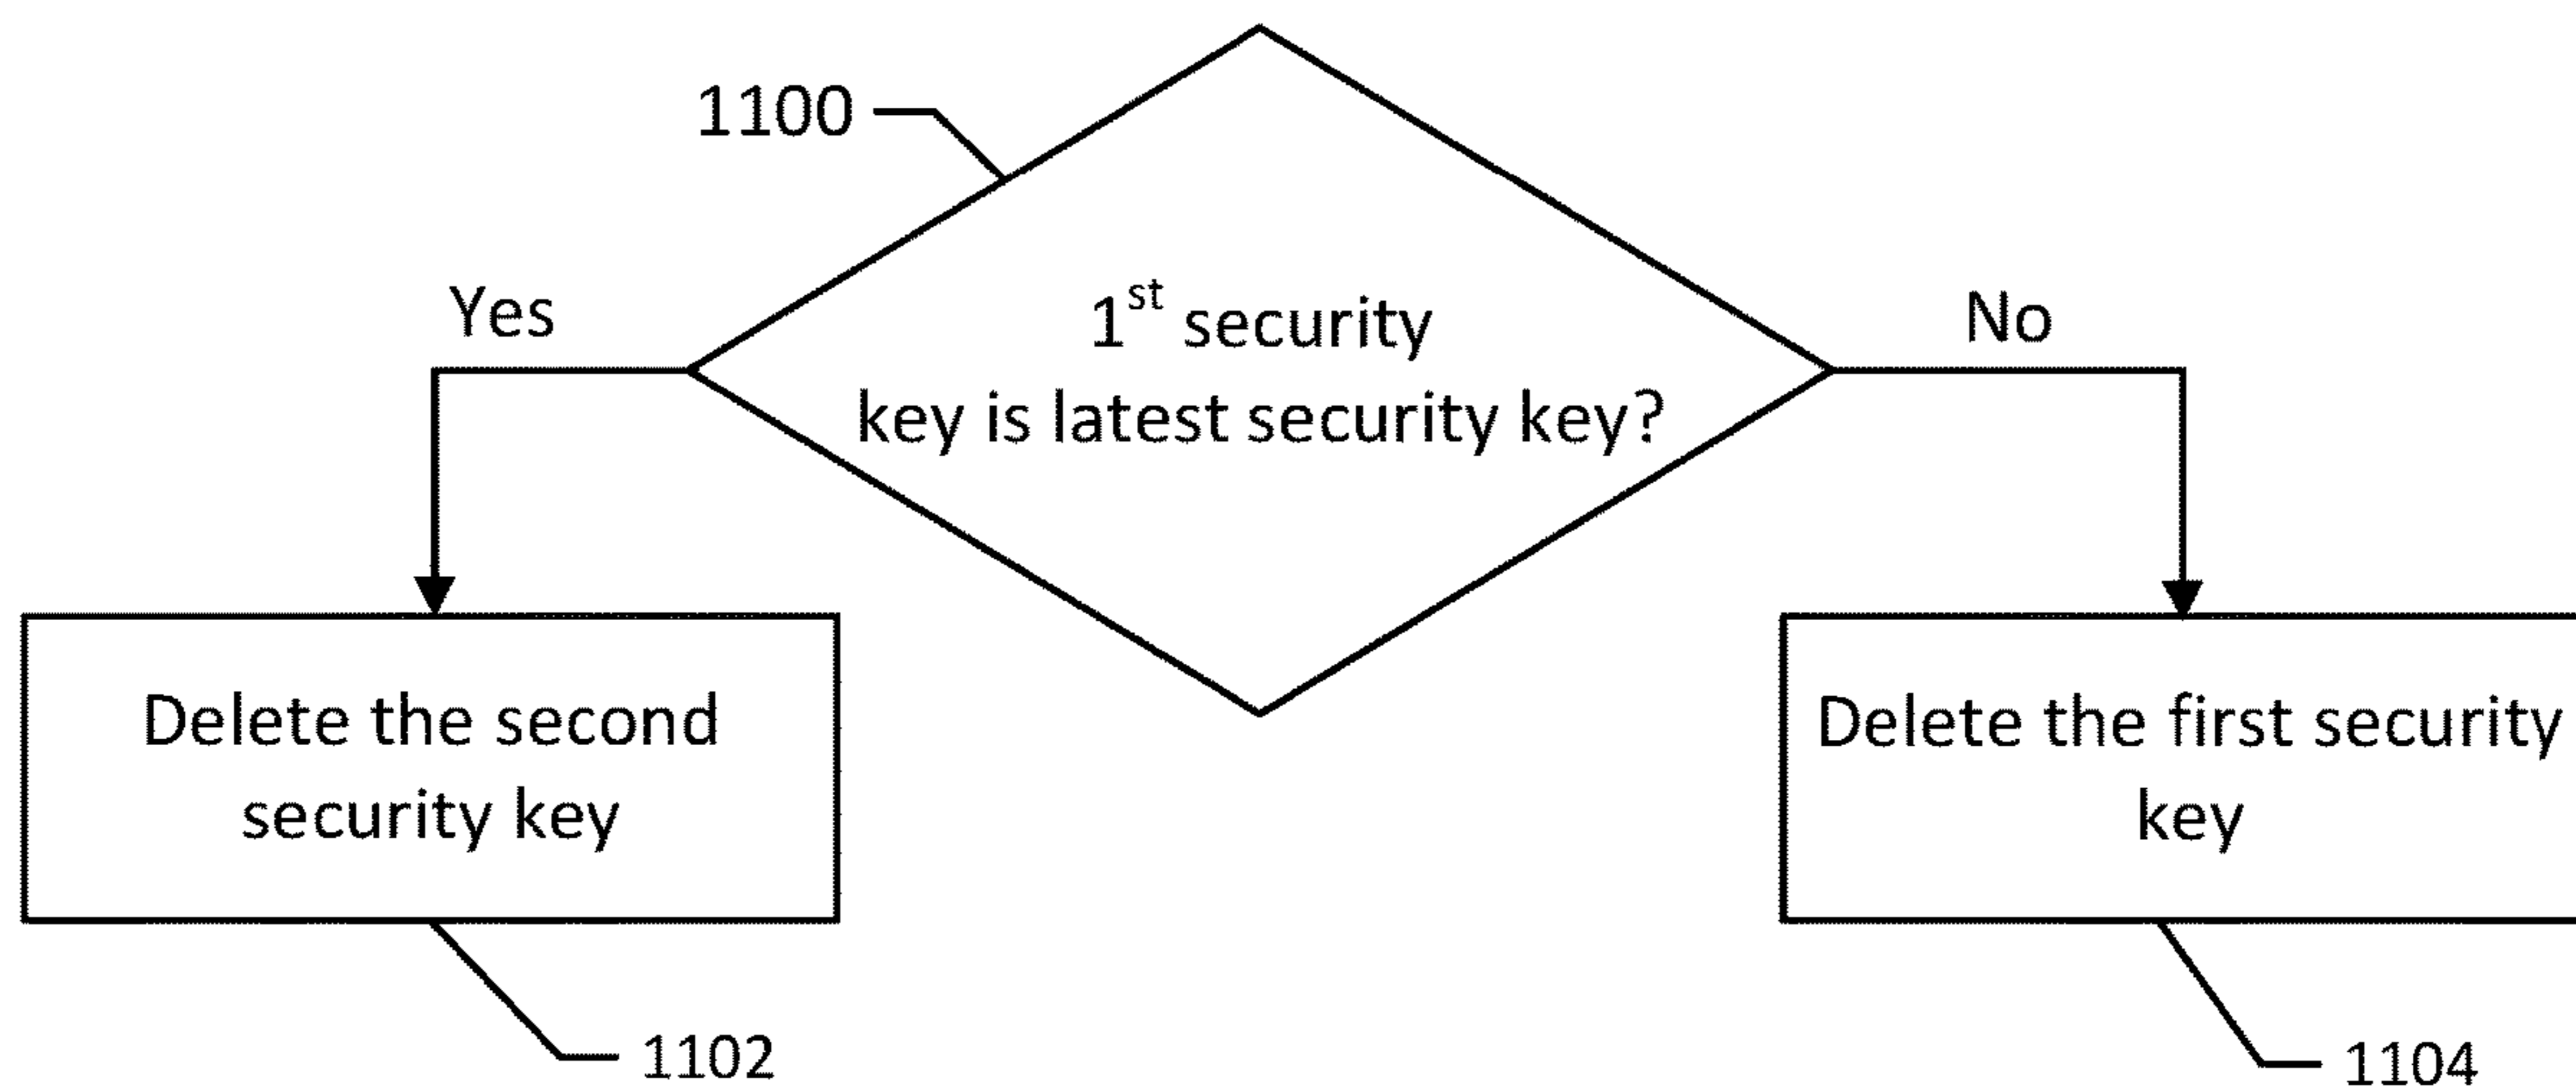 1100
Yes
No
1st security
key is latest security key?
Delete the second
security key
Delete the first security
key
1102
1104